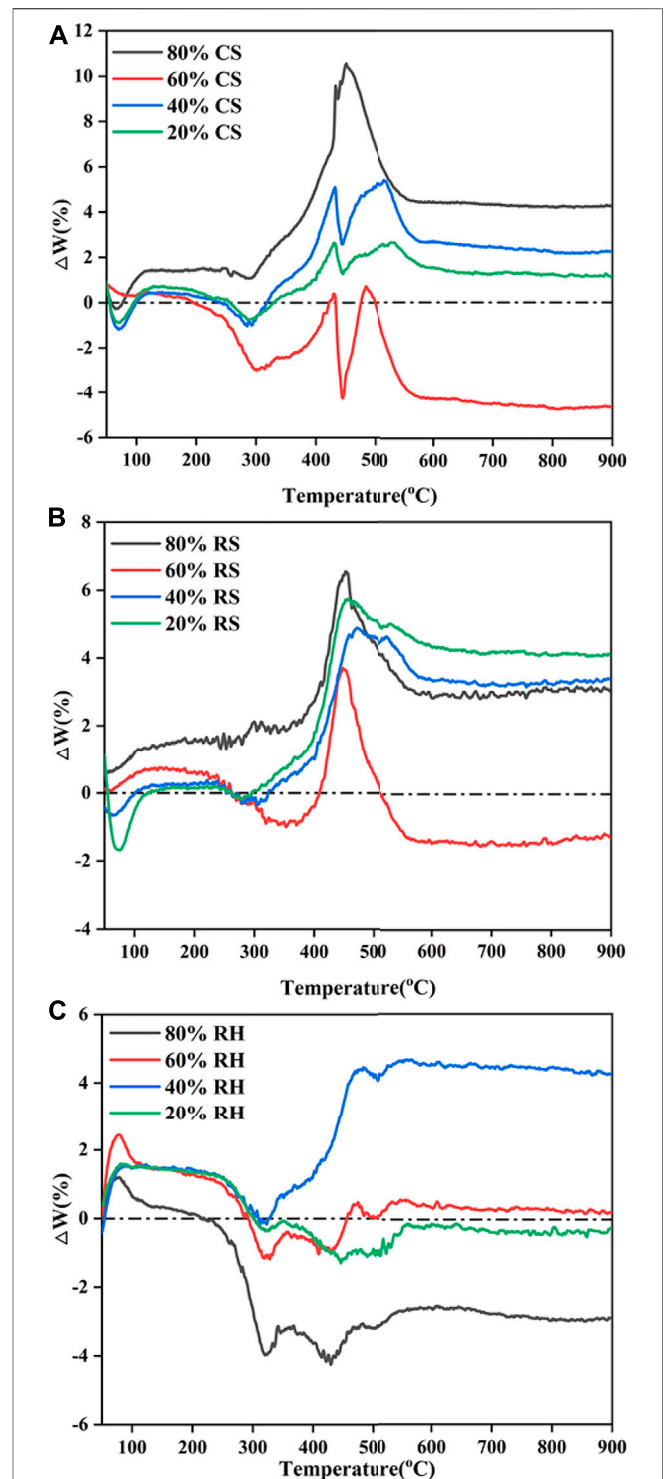 A
12
10
8
6
4
2
0
-2
-4
-6
△W(%)
80% CS
60% CS
40% CS
20% CS
100 200 300 400 500 600 700 800 900
Temperature(°C)
B
8
6
4
2
0
-2
-4
△W(%)
80% RS
60% RS
40% RS
20% RS
100 200 300 400 500 600 700 800 900
Temperature(°C)
C
6
4
2
0
-2
-4
-6
△W(%)
80% RH
60% RH
40% RH
20% RH
100 200 300 400 500 600 700 800 900
Temperature(°C)